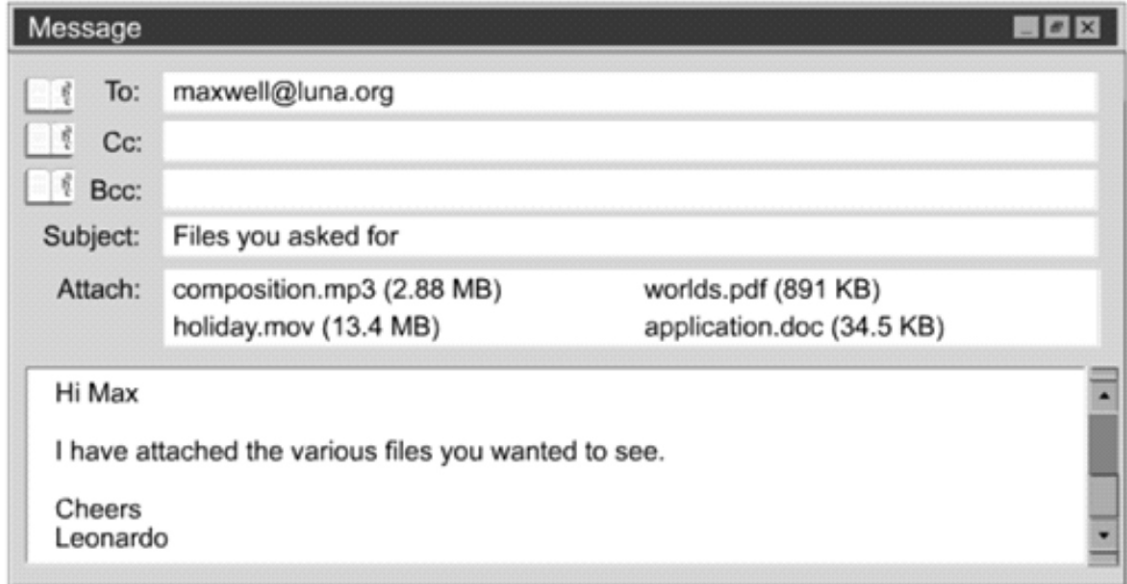 Message
To: maxwell@luna.org
Cc:
Bcc:
Subject: Files you asked for
Attach: composition.mp3 (2.88 MB) worlds.pdf (891 KB)
holiday.mov (13.4 MB) application.doc (34.5 KB)
Hi Max
I have attached the various files you wanted to see.
Cheers
Leonardo